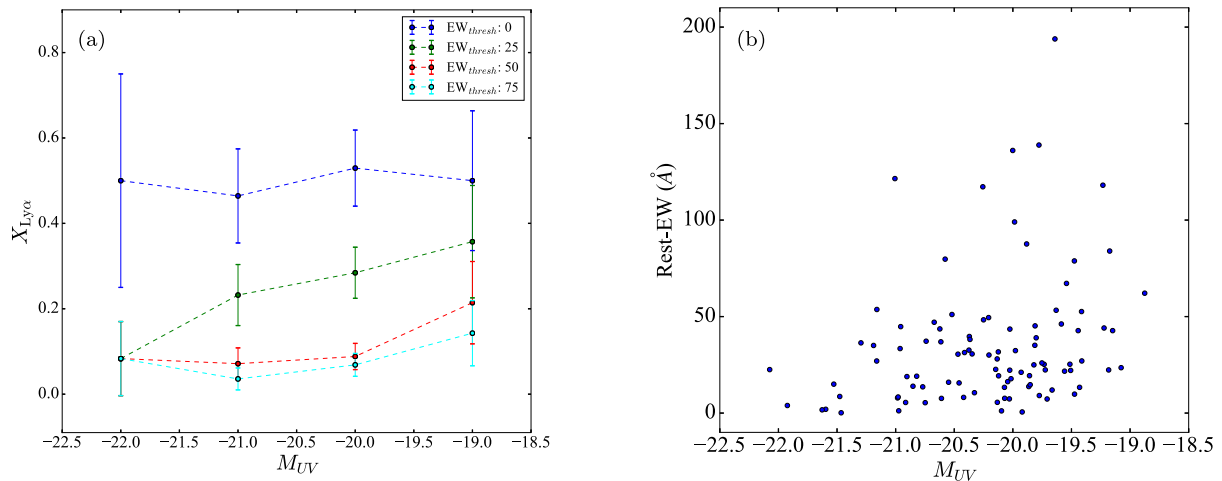 (a)
EW_thresh: 0
EW_thresh: 25
EW_thresh: 50
EW_thresh: 75
0.8
0.6
0.4
0.2
0.0
X_Lyα
−22.5 −22.0 −21.5 −21.0 −20.5 −20.0 −19.5 −19.0 −18.5
M_UV
(b)
200
150
100
50
0
Rest-EW (Å)
−22.5 −22.0 −21.5 −21.0 −20.5 −20.0 −19.5 −19.0 −18.5
M_UV